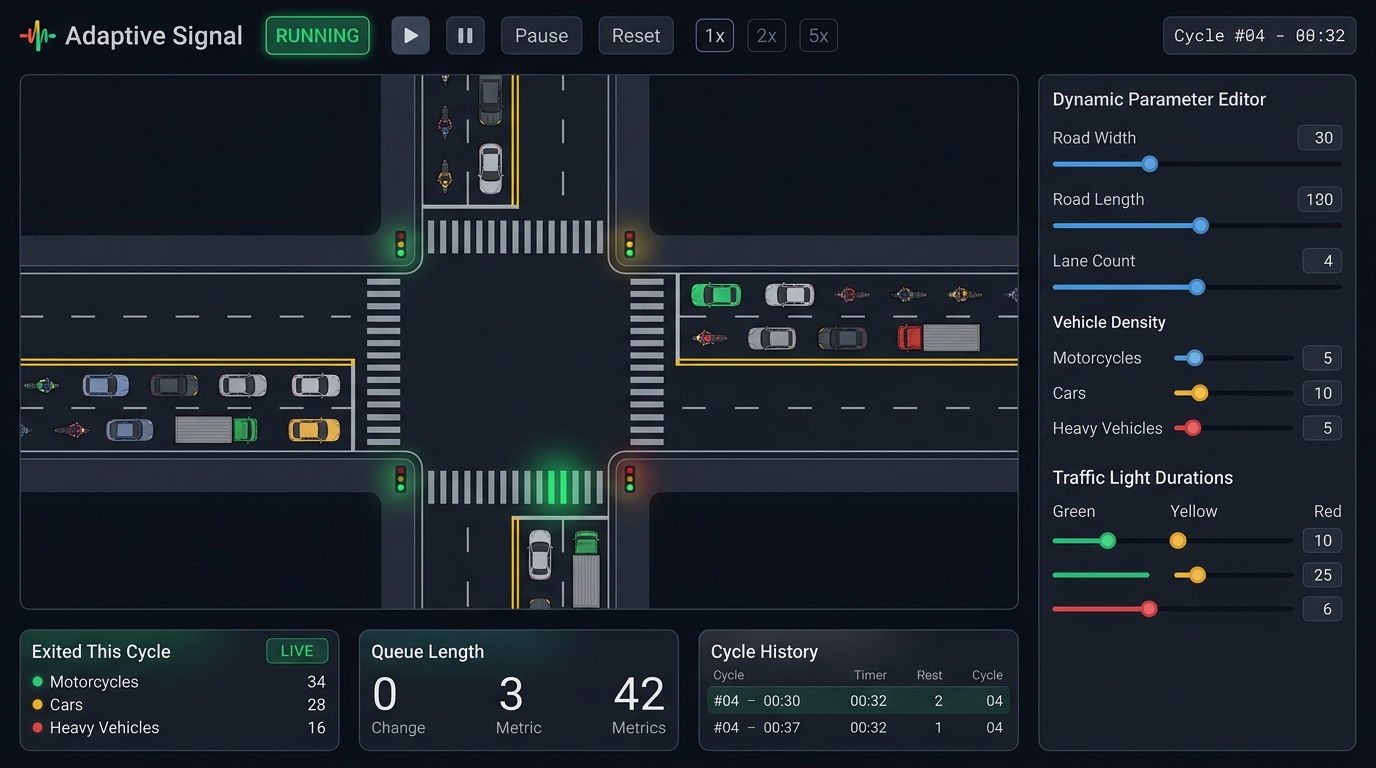 Adaptive Signal
RUNNING
Pause
Reset
1x
2x
5x
Cycle #04 - 00:32
Dynamic Parameter Editor
Road Width 30
Road Length 130
Lane Count 4
Vehicle Density
Motorcycles 5
Cars 10
Heavy Vehicles 5
Traffic Light Durations
Green Yellow Red
10
25
6
Exited This Cycle LIVE
Motorcycles 34
Cars 28
Heavy Vehicles 16
Queue Length
0 3 42
Change Metric Metrics
Cycle History
Cycle Timer Rest Cycle
#04 - 00:30 00:32 2 04
#04 - 00:37 00:32 1 04